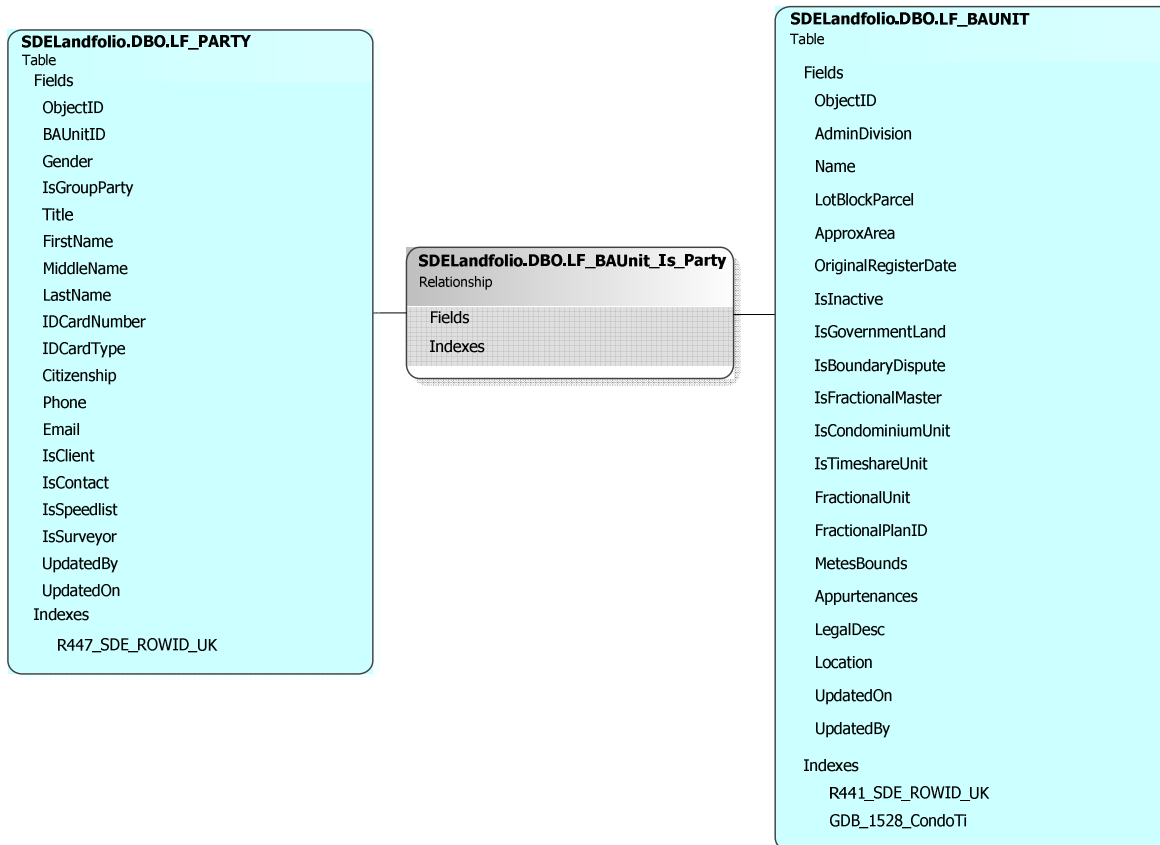 SDELandfolio.DBO.LF_PARTY
Table
Fields
ObjectID
BAUnitID
Gender
IsGroupParty
Title
FirstName
MiddleName
LastName
IDCardNumber
IDCardType
Citizenship
Phone
Email
IsClient
IsContact
IsSpeedlist
IsSurveyor
UpdatedBy
UpdatedOn
Indexes
R447_SDE_ROWID_UK
SDELandfolio.DBO.LF_BAUnit_Is_Party
Relationship
Fields
Indexes
SDELandfolio.DBO.LF_BAUNIT
Table
Fields
ObjectID
AdminDivision
Name
LotBlockParcel
ApproxArea
OriginalRegisterDate
IsInactive
IsGovernmentLand
IsBoundaryDispute
IsFractionalMaster
IsCondominiumUnit
IsTimeshareUnit
FractionalUnit
FractionalPlanID
MetesBounds
Appurtenances
LegalDesc
Location
UpdatedOn
UpdatedBy
Indexes
R441_SDE_ROWID_UK
GDB_1528_CondoTi